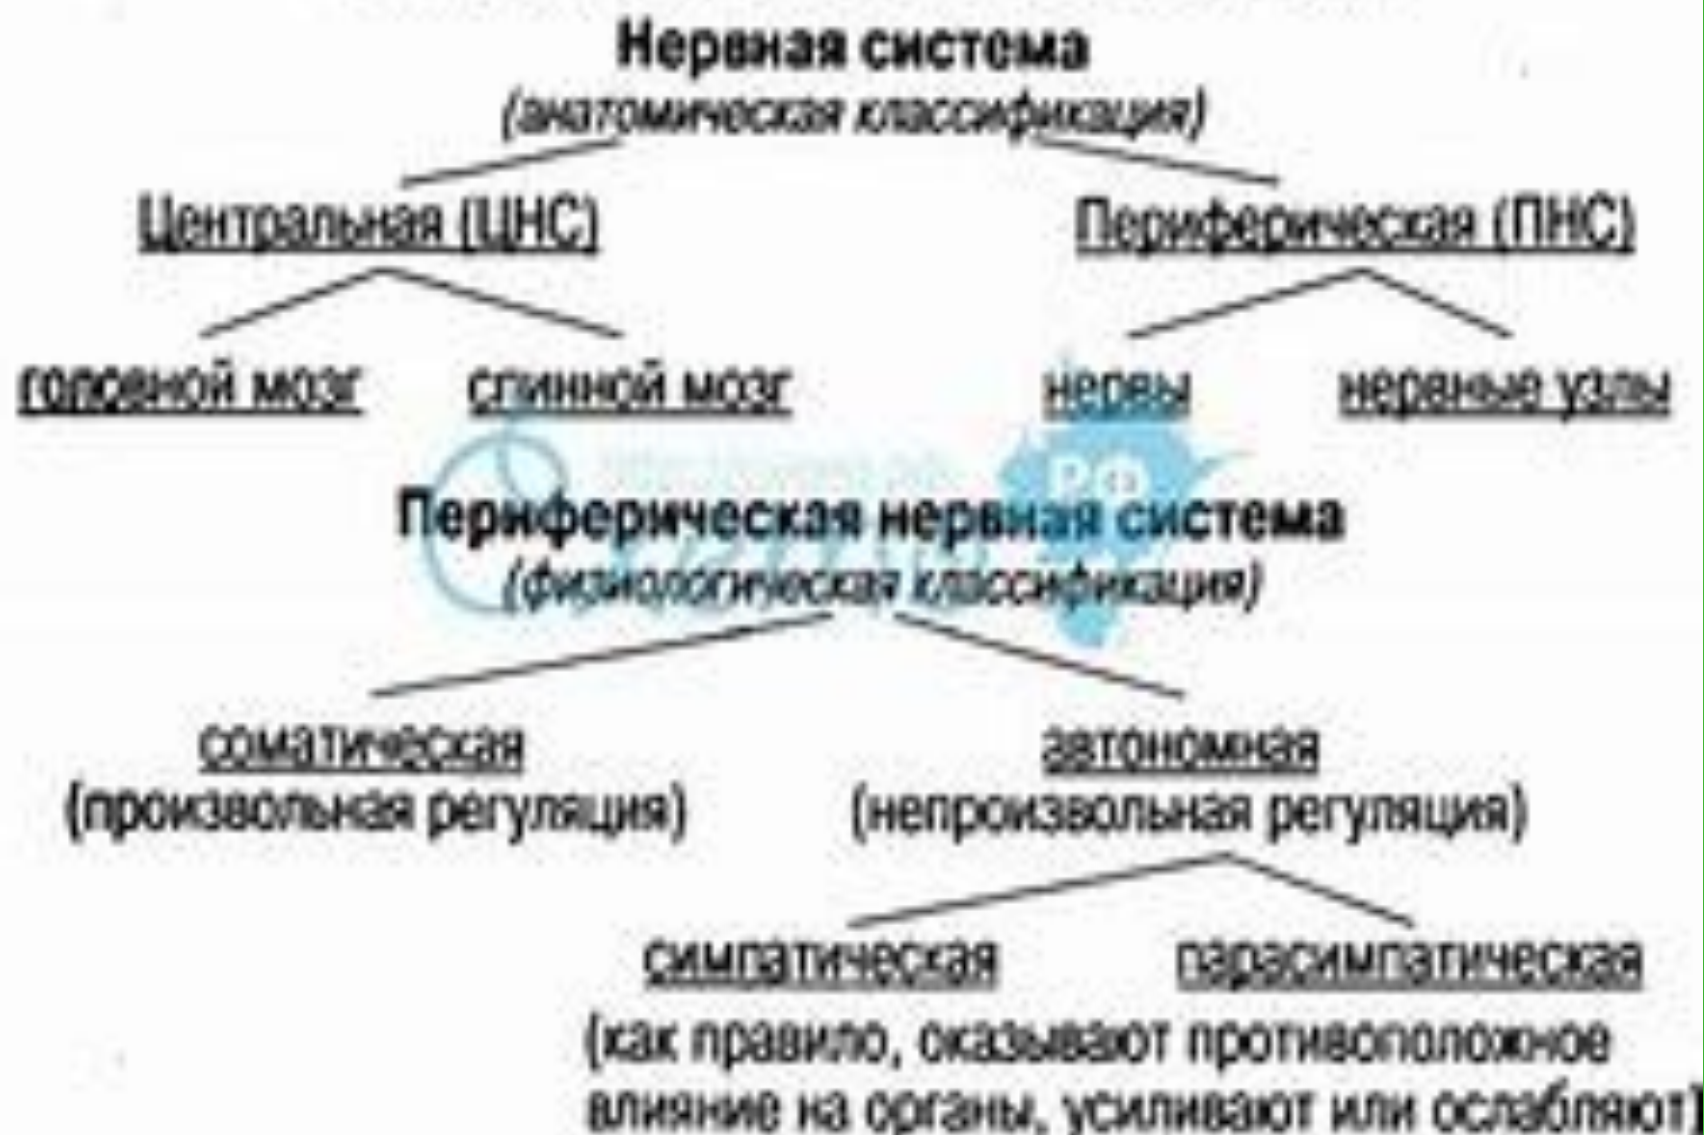 Нервная система
(анатомическая классификация)
Центральная (ЦНС) Периферическая (ПНС)
головной мозг спинной мозг нервы нервные узлы
РФ
Периферическая нервная система
(физиологическая классификация)
соматическая автономная
(произвольная регуляция) (непроизвольная регуляция)
симпатическая парасимпатическая
(как правило, оказывают противоположное
влияние на органы, усиливают или ослабляют)